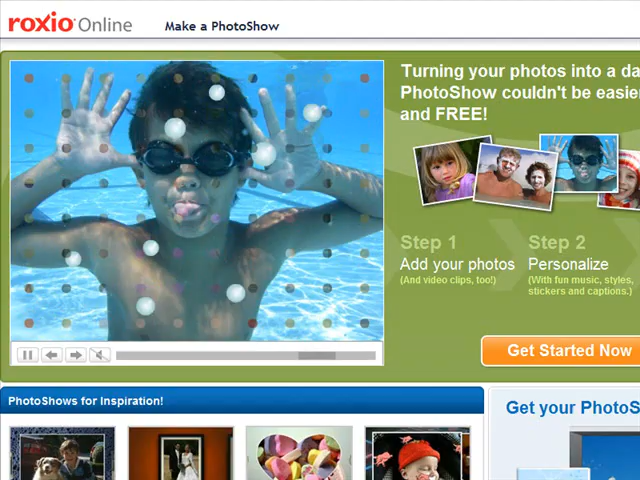 roxio Online
Make a PhotoShow
Turning your photos into a da
PhotoShow couldn't be easie
and FREE!
Step 1
Add your photos
(And video clips, too!)
Step 2
Personalize
(With fun music, styles,
stickers and captions.)
Get Started Now
PhotoShows for Inspiration!
Get your PhotoS